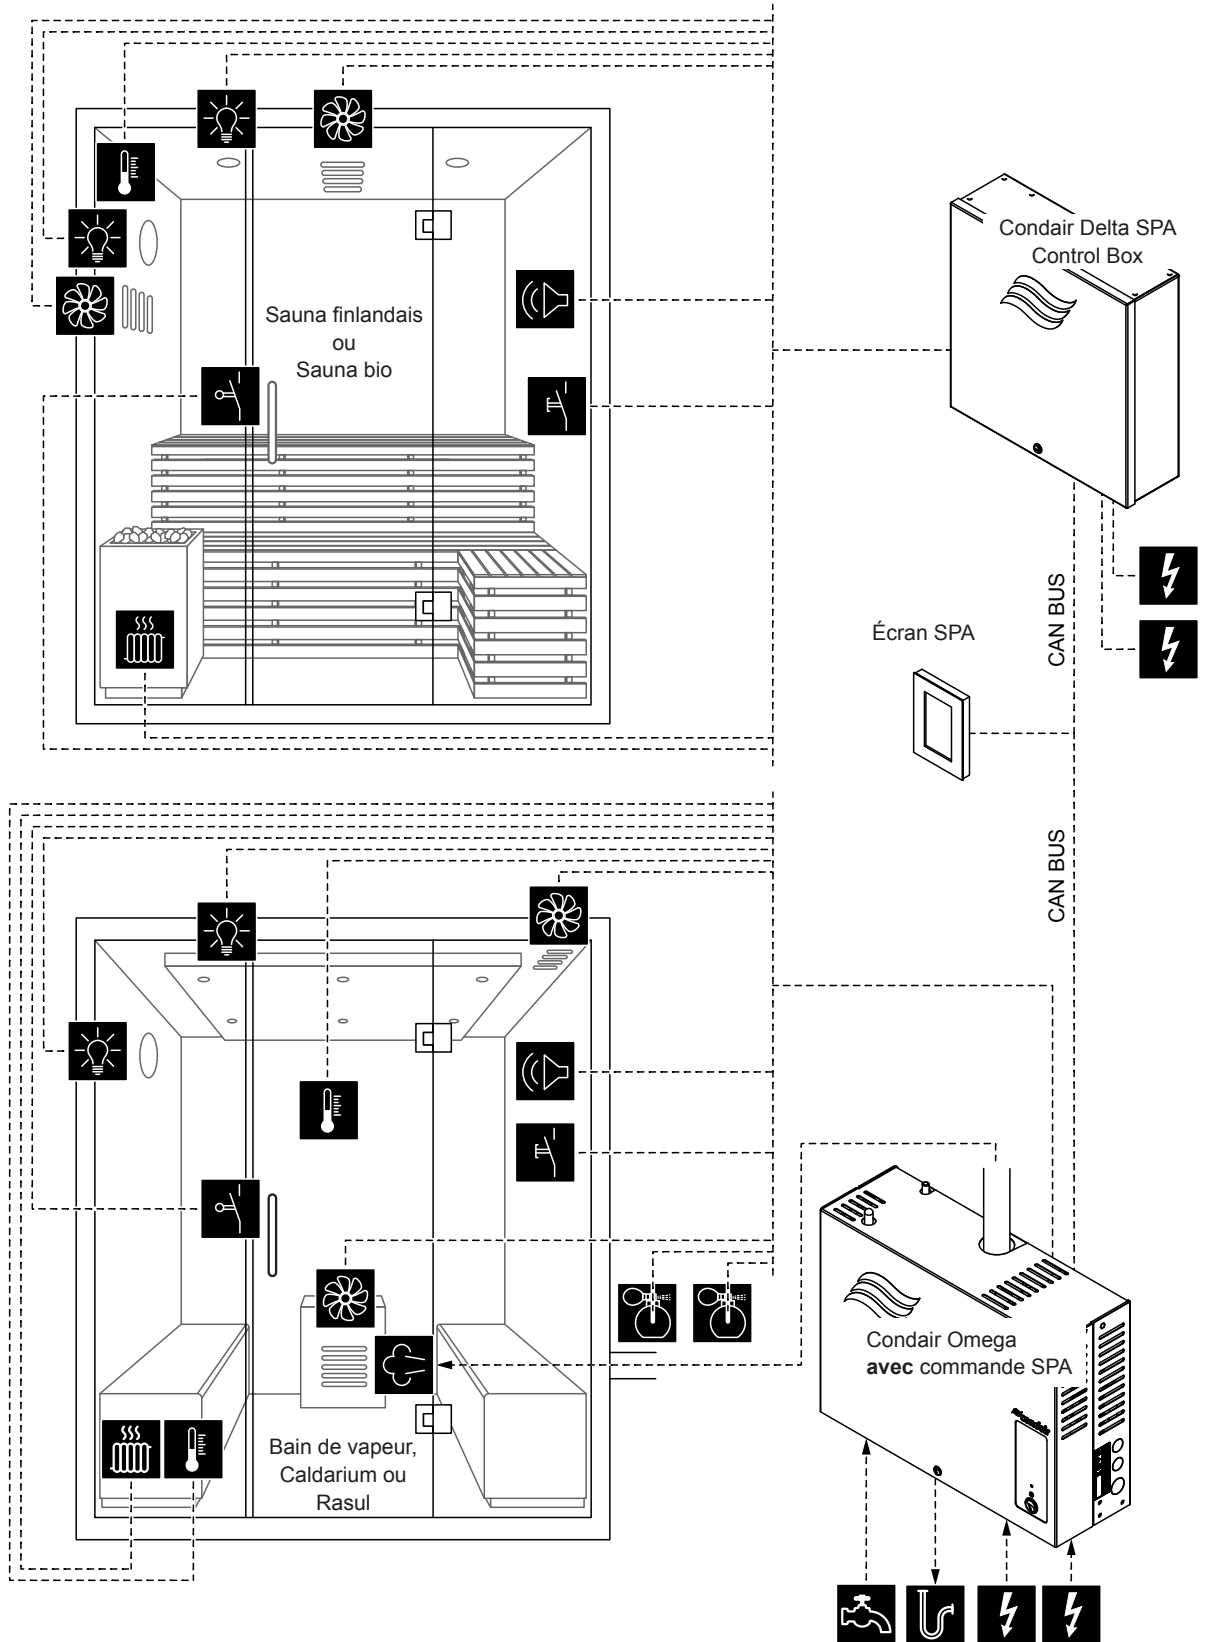 Condair Delta SPA
Control Box
Sauna finlandais
ou
Sauna bio
CAN BUS
Écran SPA
CAN BUS
Condair Omega
avec commande SPA
Bain de vapeur,
Caldarium ou
Rasul